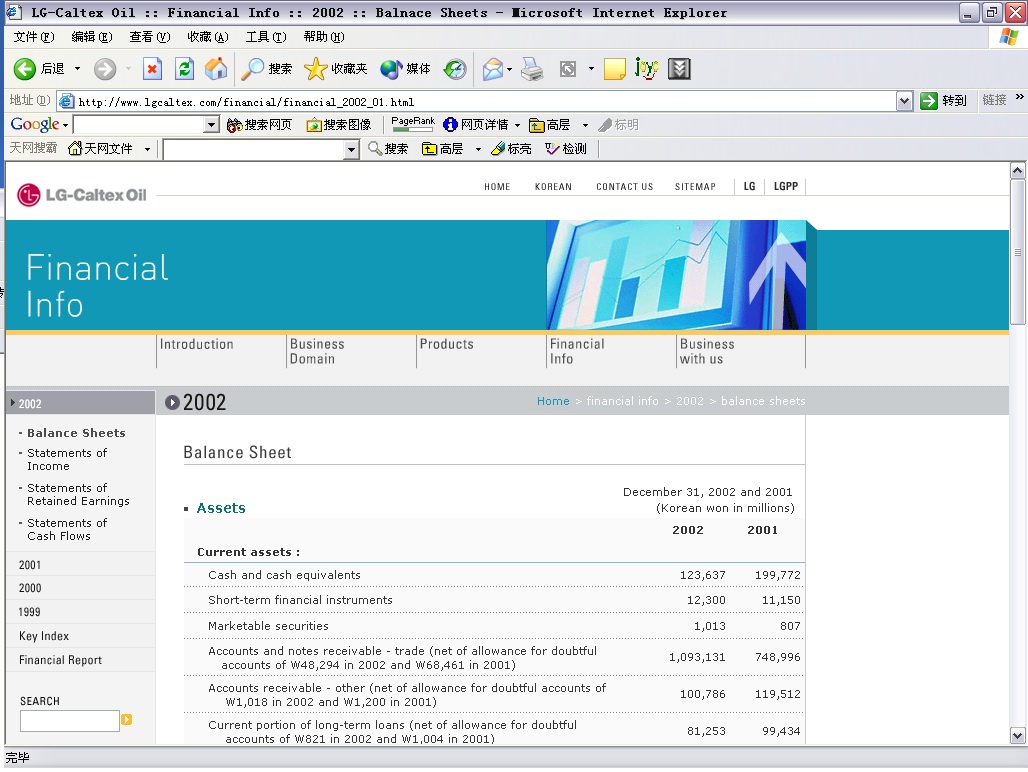 LG-Caltex Oil :: Financial Info :: 2002 :: Balnace Sheets - Microsoft Internet Explorer
文件(F) 编辑(E) 查看(V) 收藏(A) 工具(T) 帮助(H)
后退 搜索 收藏夹 媒体
地址(D) http://www.lgcaltex.com/financial/financial_2002_01.html 转到 链接 »
Google 搜索网页 搜索图像 PageRank 网页详情 高层 标明
天网搜霸 天网文件 搜索 高层 标亮 检测
LG-Caltex Oil
HOME KOREAN CONTACT US SITEMAP LG LGPP
Financial
Info
Introduction Business Domain Products Financial Info Business with us
2002
2002
Home > financial info > 2002 > balance sheets
- Balance Sheets
- Statements of
Income
- Statements of
Retained Earnings
- Statements of
Cash Flows
2001
2000
1999
Key Index
Financial Report
SEARCH
Balance Sheet
December 31, 2002 and 2001
Assets (Korean won in millions)
2002 2001
Current assets :
Cash and cash equivalents 123,637 199,772
Short-term financial instruments 12,300 11,150
Marketable securities 1,013 807
Accounts and notes receivable - trade (net of allowance for doubtful
accounts of W48,294 in 2002 and W68,461 in 2001) 1,093,131 748,996
Accounts receivable - other (net of allowance for doubtful accounts of
W1,018 in 2002 and W1,200 in 2001) 100,786 119,512
Current portion of long-term loans (net of allowance for doubtful
accounts of W821 in 2002 and W1,004 in 2001) 81,253 99,434
完毕